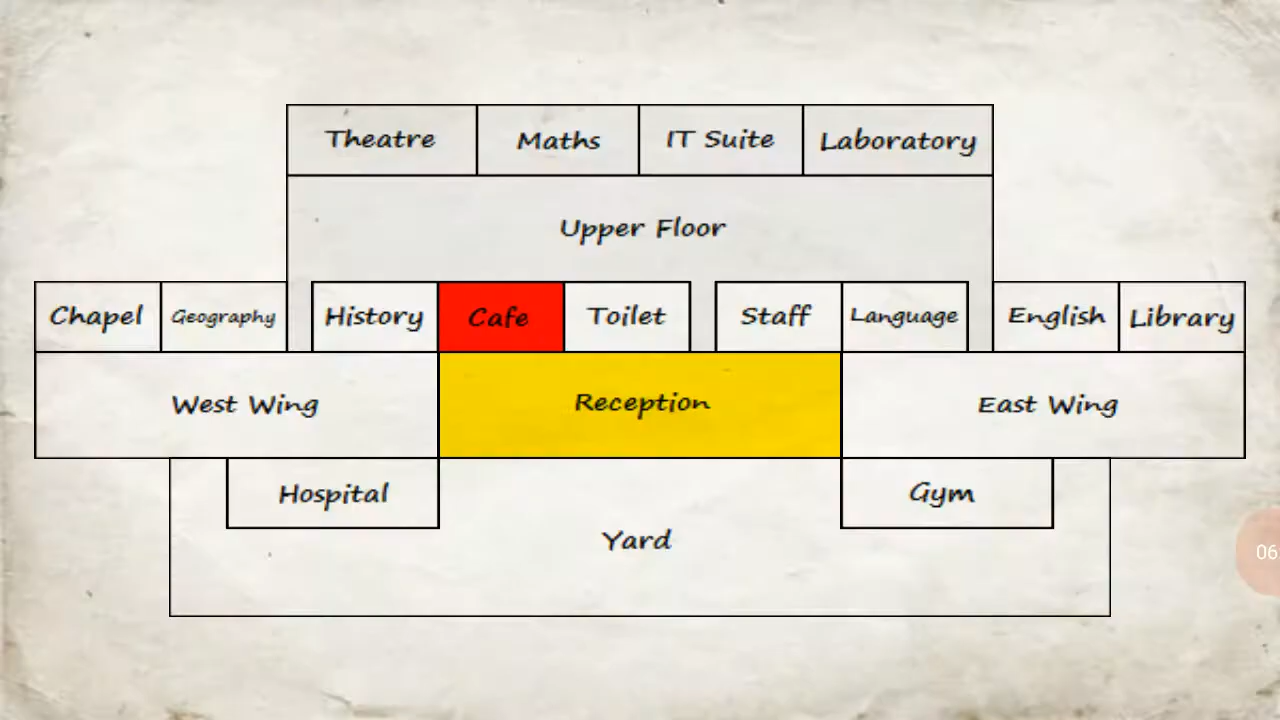 Theatre Maths IT Suite Laboratory
Upper Floor
Chapel Geography History Cafe Toilet Staff Language English Library
West Wing Reception East Wing
Hospital Gym
Yard
06